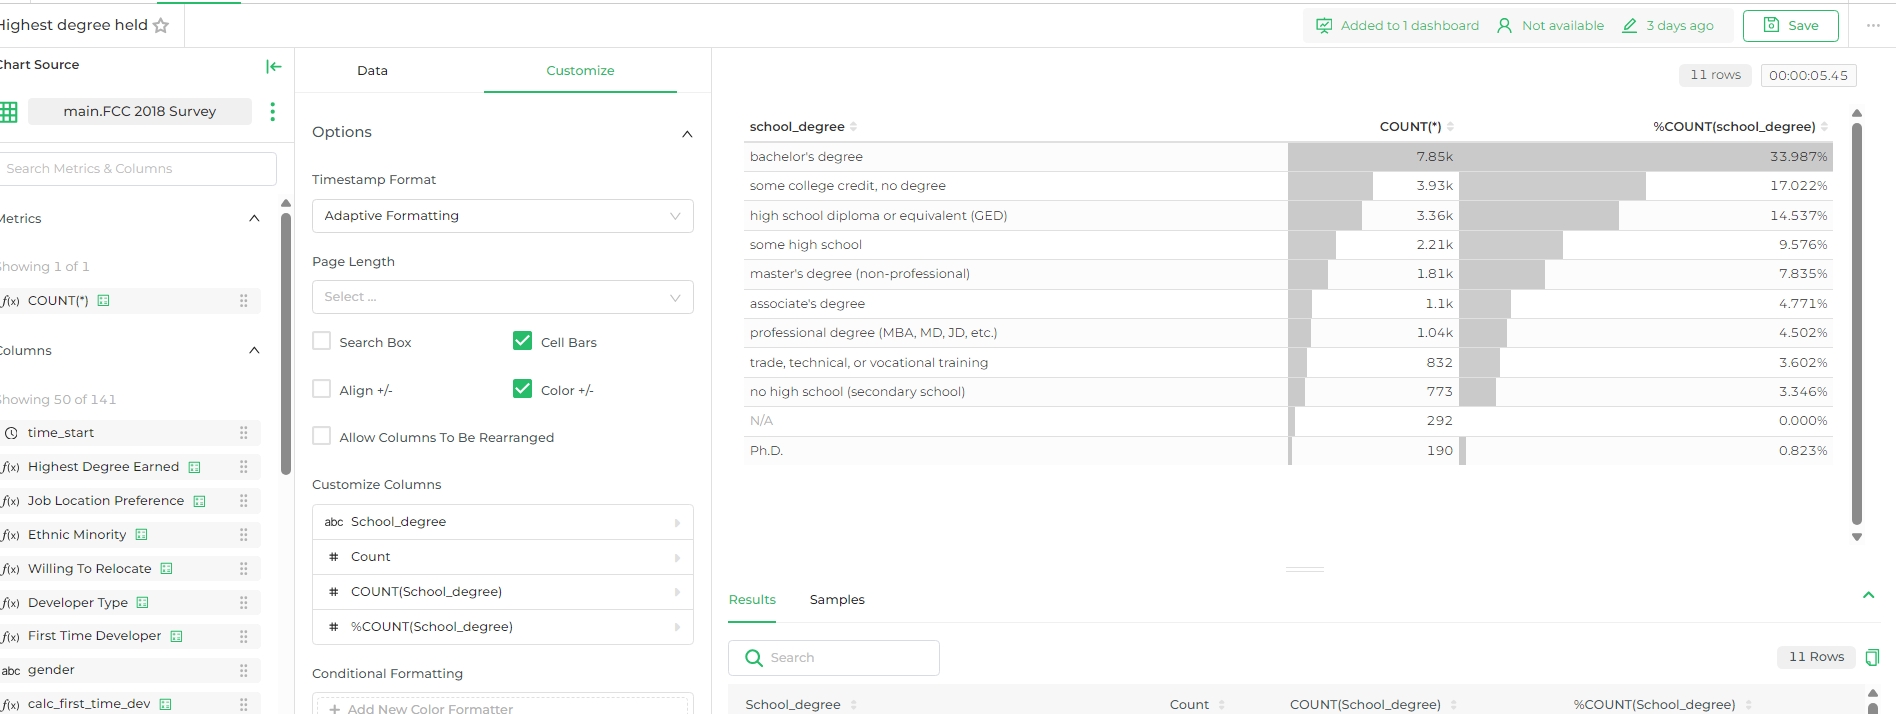 Highest degree held
Added to 1 dashboard
Not available
3 days ago
Save
Chart Source
main.FCC 2018 Survey
Search Metrics & Columns
Metrics
Showing 1 of 1
f(x) COUNT(*)
Columns
Showing 50 of 141
time_start
f(x) Highest Degree Earned
f(x) Job Location Preference
f(x) Ethnic Minority
f(x) Willing To Relocate
f(x) Developer Type
f(x) First Time Developer
abc gender
f(x) calc_first_time_dev
Data
Customize
Options
Timestamp Format
Adaptive Formatting
Page Length
Select ...
Search Box
Cell Bars
Align +/-
Color +/-
Allow Columns To Be Rearranged
Customize Columns
abc School_degree
# Count
# COUNT(School_degree)
# %COUNT(School_degree)
Conditional Formatting
+ Add New Color Formatter
11 rows
00:00:05.45
school_degree COUNT(*) %COUNT(school_degree)
bachelor's degree 7.85k 33.987%
some college credit, no degree 3.93k 17.022%
high school diploma or equivalent (GED) 3.36k 14.537%
some high school 2.21k 9.576%
master's degree (non-professional) 1.81k 7.835%
associate's degree 1.1k 4.771%
professional degree (MBA, MD, JD, etc.) 1.04k 4.502%
trade, technical, or vocational training 832 3.602%
no high school (secondary school) 773 3.346%
N/A 292 0.000%
Ph.D. 190 0.823%
Results
Samples
Search
11 Rows
School_degree Count COUNT(School_degree) %COUNT(School_degree)